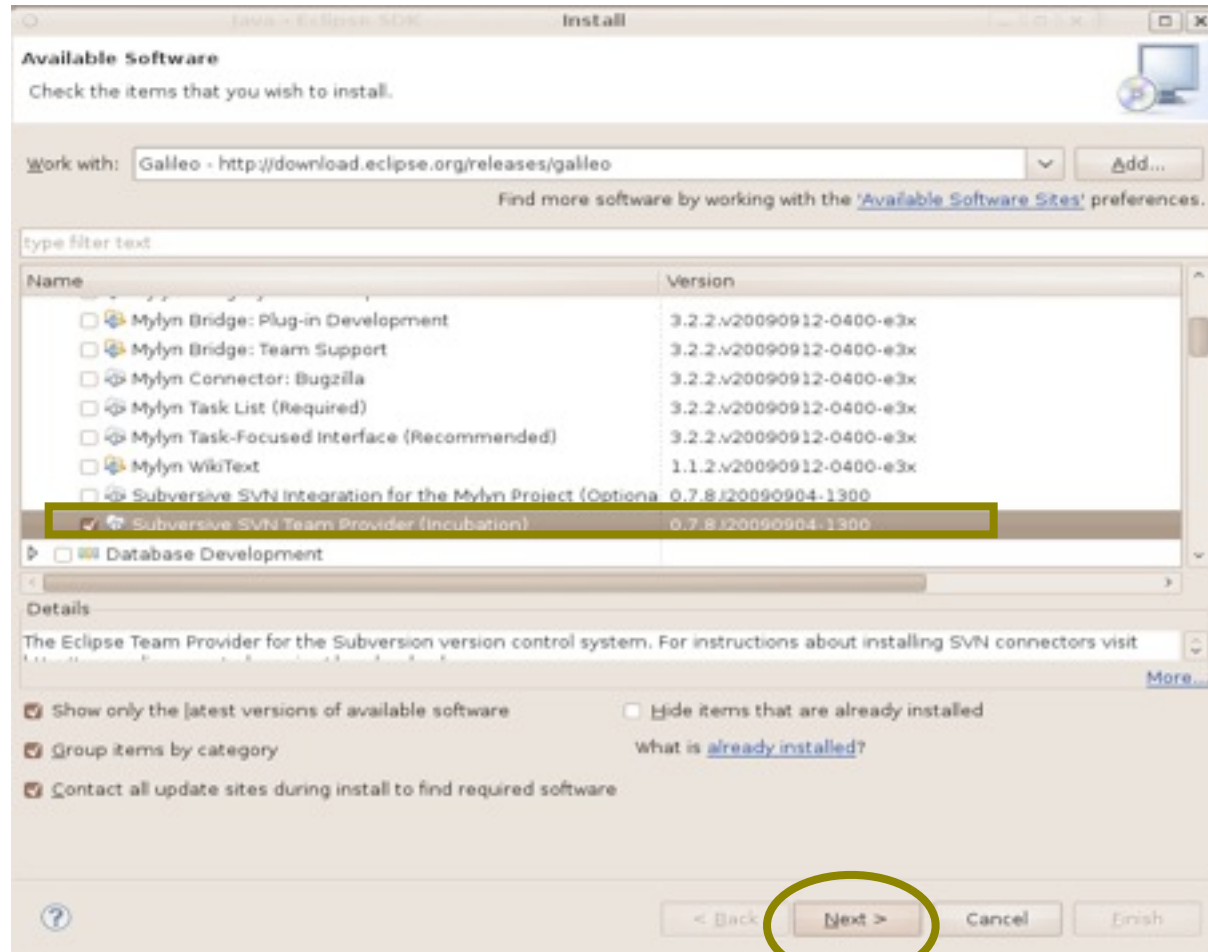 Java - Eclipse SDK
Install
Available Software
Check the items that you wish to install.
Work with: Galileo - http://download.eclipse.org/releases/galileo Add...
Find more software by working with the 'Available Software Sites' preferences.
type filter text
Name Version
Mylyn Bridge: Plug-in Development 3.2.2.v20090912-0400-e3x
Mylyn Bridge: Team Support 3.2.2.v20090912-0400-e3x
Mylyn Connector: Bugzilla 3.2.2.v20090912-0400-e3x
Mylyn Task List (Required) 3.2.2.v20090912-0400-e3x
Mylyn Task-Focused Interface (Recommended) 3.2.2.v20090912-0400-e3x
Mylyn WikiText 1.1.2.v20090912-0400-e3x
Subversive SVN Integration for the Mylyn Project (Optiona 0.7.8.I20090904-1300
Subversive SVN Team Provider (Incubation) 0.7.8.I20090904-1300
Database Development
Details
The Eclipse Team Provider for the Subversion version control system. For instructions about installing SVN connectors visit
More...
Show only the latest versions of available software
Hide items that are already installed
Group items by category
What is already installed?
Contact all update sites during install to find required software
< Back Next > Cancel Finish